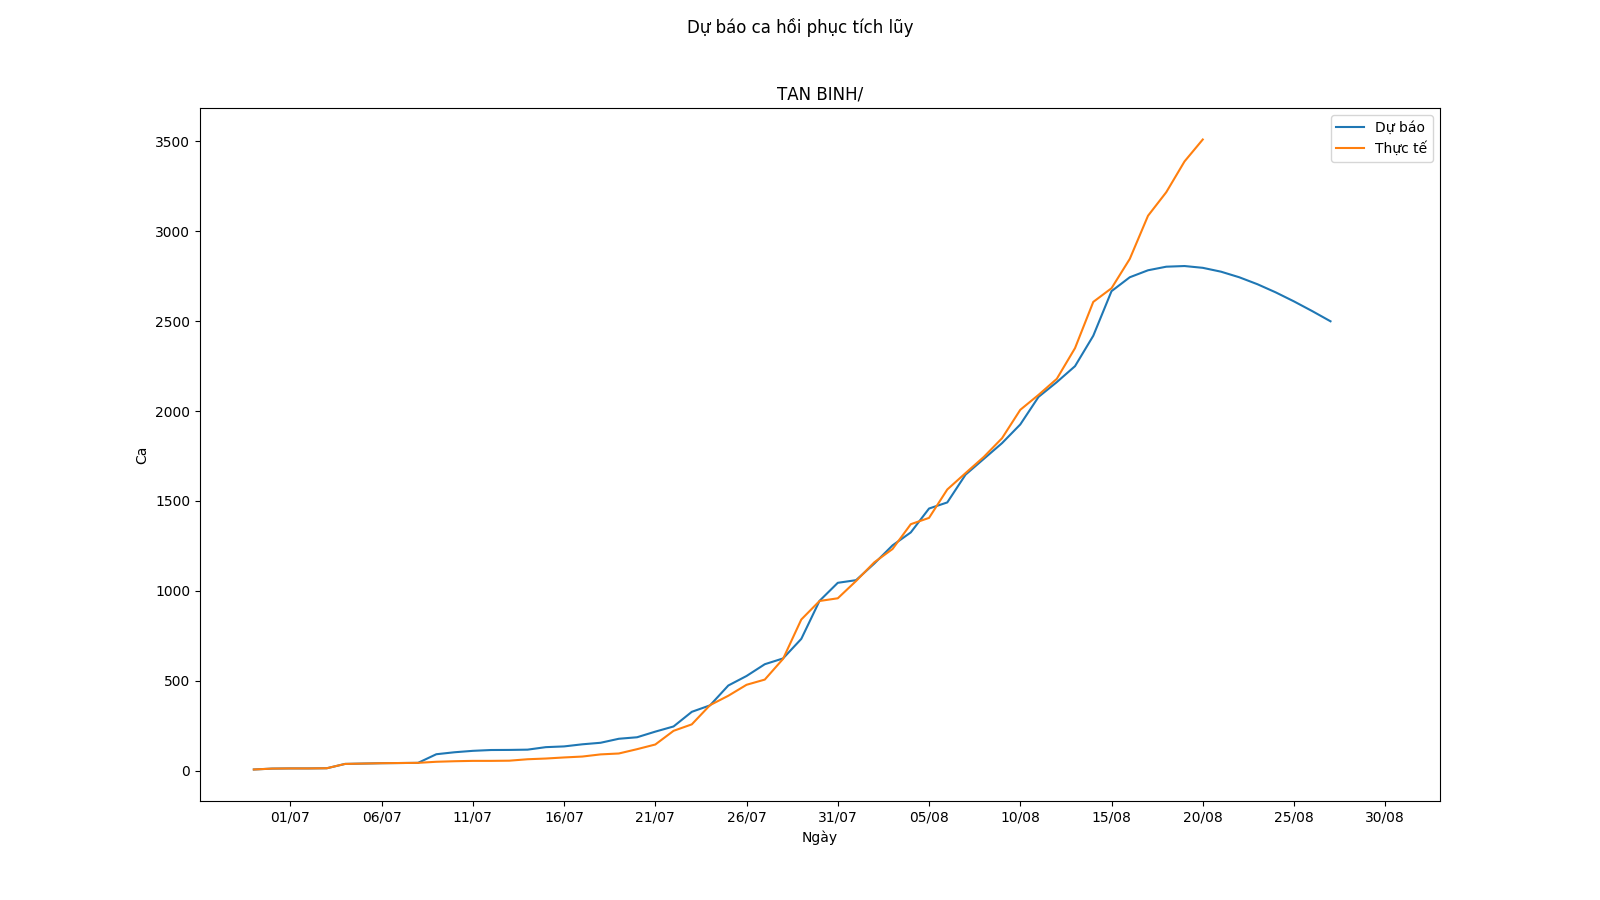 Dự báo ca hồi phục tích lũy
TAN BINH/
Dự báo
Thực tế
3500
3000
2500
2000
1500
1000
500
0
Ca
01/07 06/07 11/07 16/07 21/07 26/07 31/07 05/08 10/08 15/08 20/08 25/08 30/08
Ngày